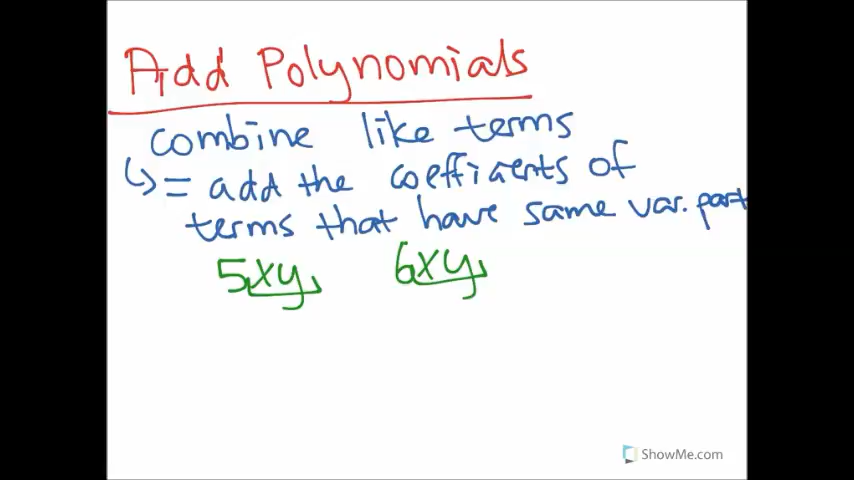 Add Polynomials
combine like terms
↳ = add the coefficients of
terms that have same var. part
5xy, 6xy,
ShowMe.com